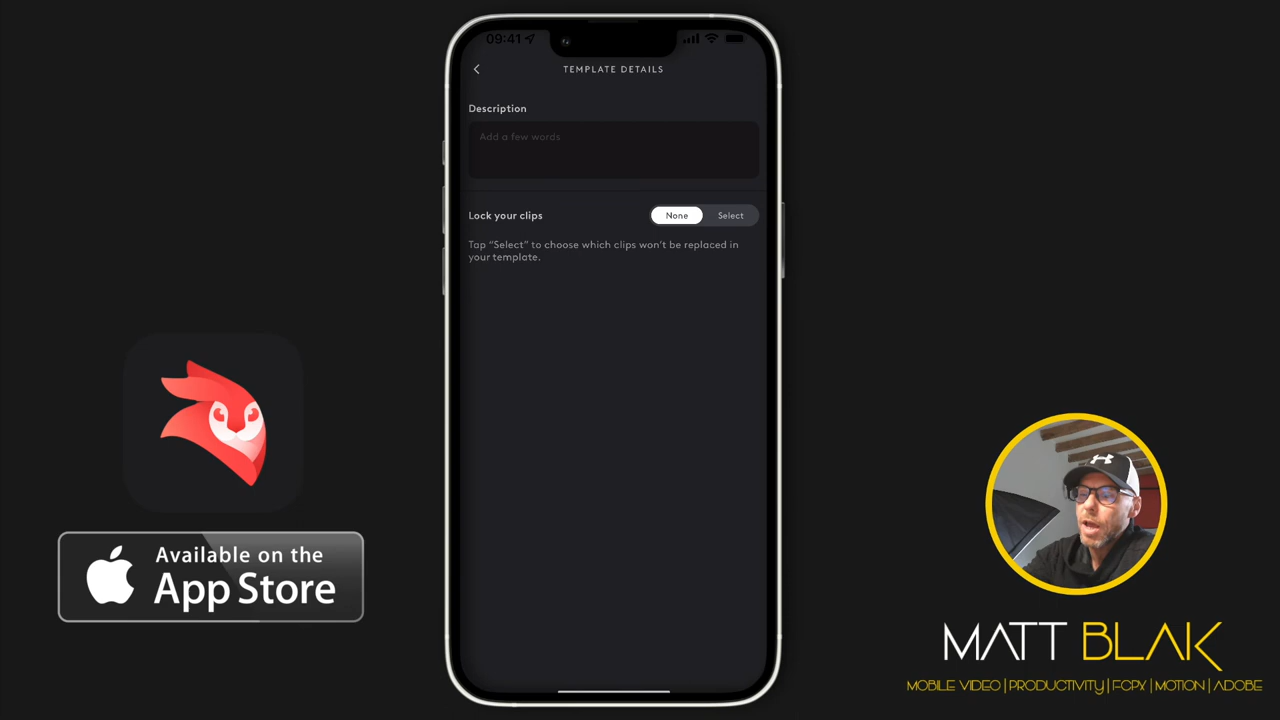 09:41
TEMPLATE DETAILS
Description
Add a few words
Lock your clips
None
Select
Tap “Select” to choose which clips won’t be replaced in
your template.
Available on the
App Store
MATT BLAK
MOBILE VIDEO | PRODUCTIVITY | FCPX | MOTION | ADOBE